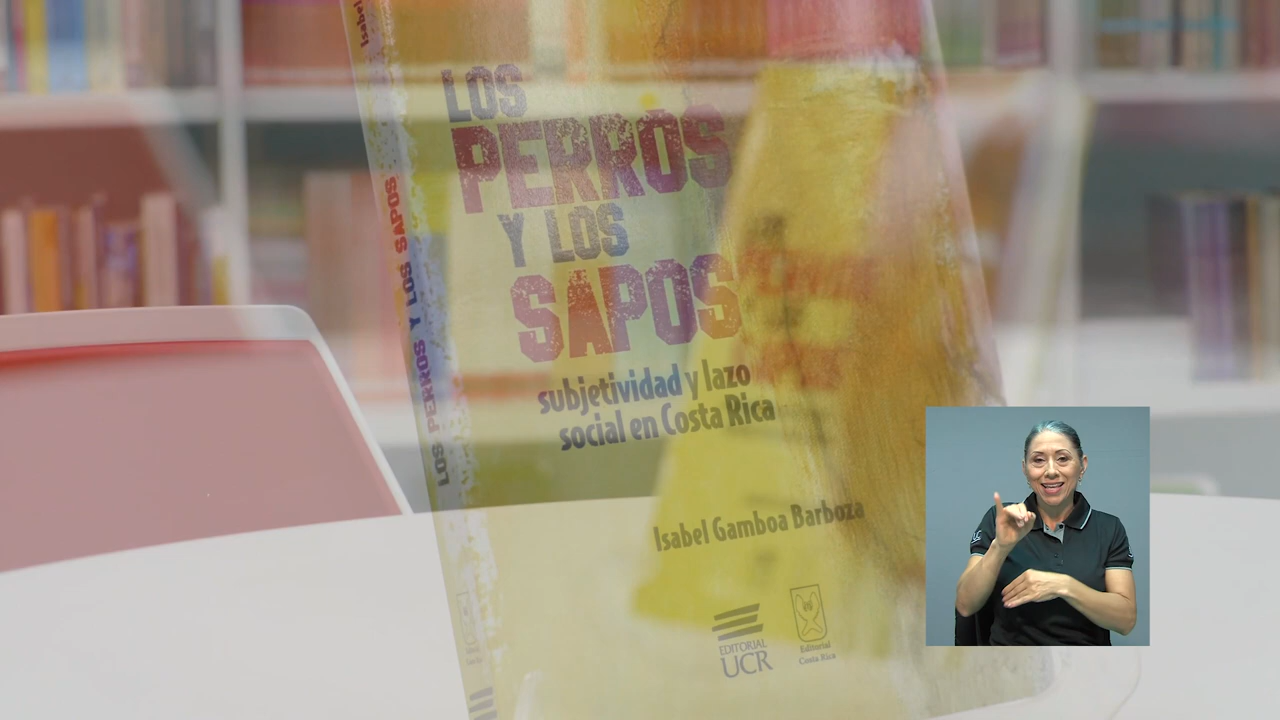 Isabel
LOS
PERROS
Y LOS
SAPOS
subjetividad y lazo
social en Costa Rica
Isabel Gamboa Barboza
EDITORIAL
UCR
Editorial
Costa Rica
LOS PERROS Y LOS SAPOS